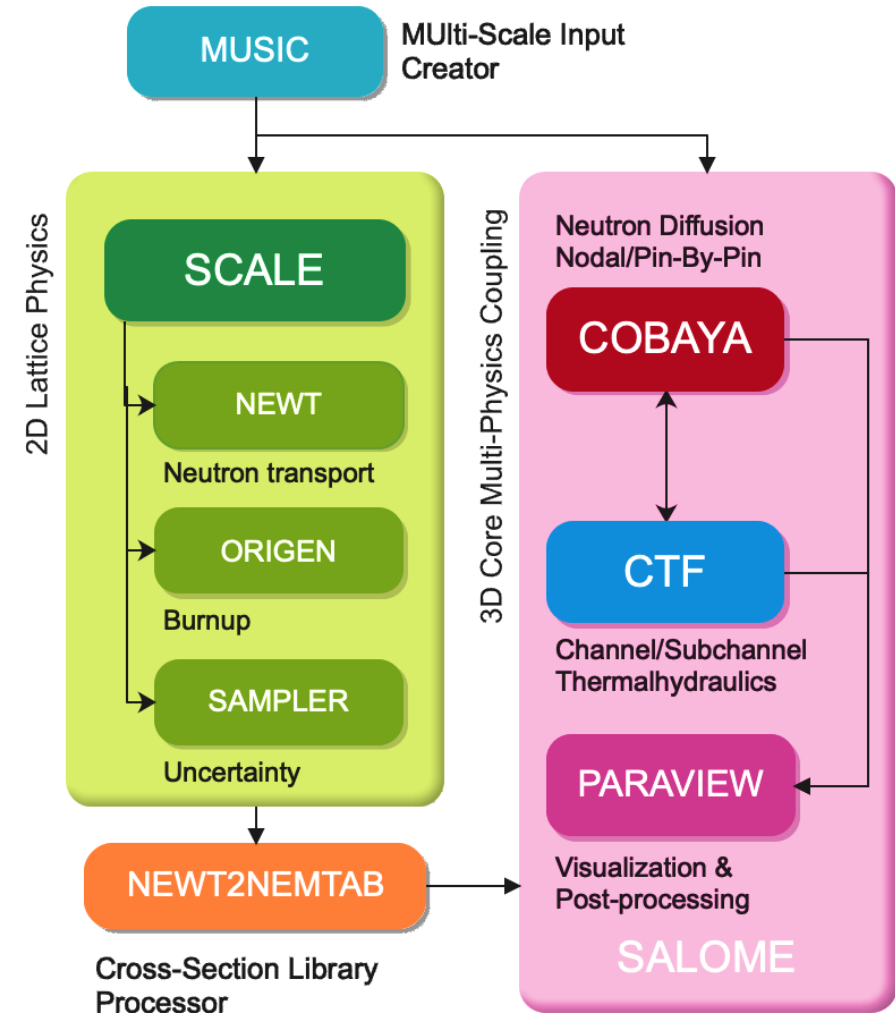 MUSIC
MUlti-Scale Input
Creator
2D Lattice Physics
SCALE
NEWT
Neutron transport
ORIGEN
Burnup
SAMPLER
Uncertainty
NEWT2NEMTAB
Cross-Section Library
Processor
3D Core Multi-Physics Coupling
Neutron Diffusion
Nodal/Pin-By-Pin
COBAYA
CTF
Channel/Subchannel
Thermalhydraulics
PARAVIEW
Visualization &
Post-processing
SALOME